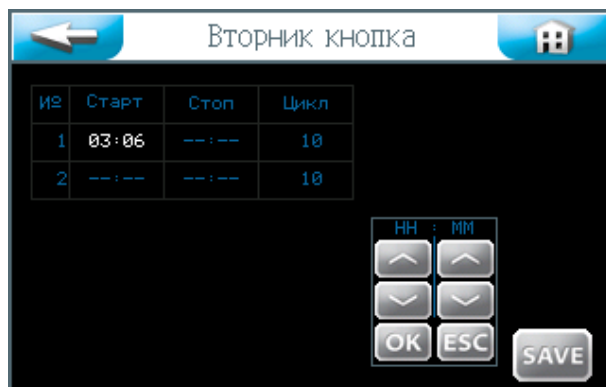 Вторник кнопка
№ Старт Стоп Цикл
1 03:06 --:-- 10
2 --:-- --:-- 10
HH : MM
OK ESC
SAVE